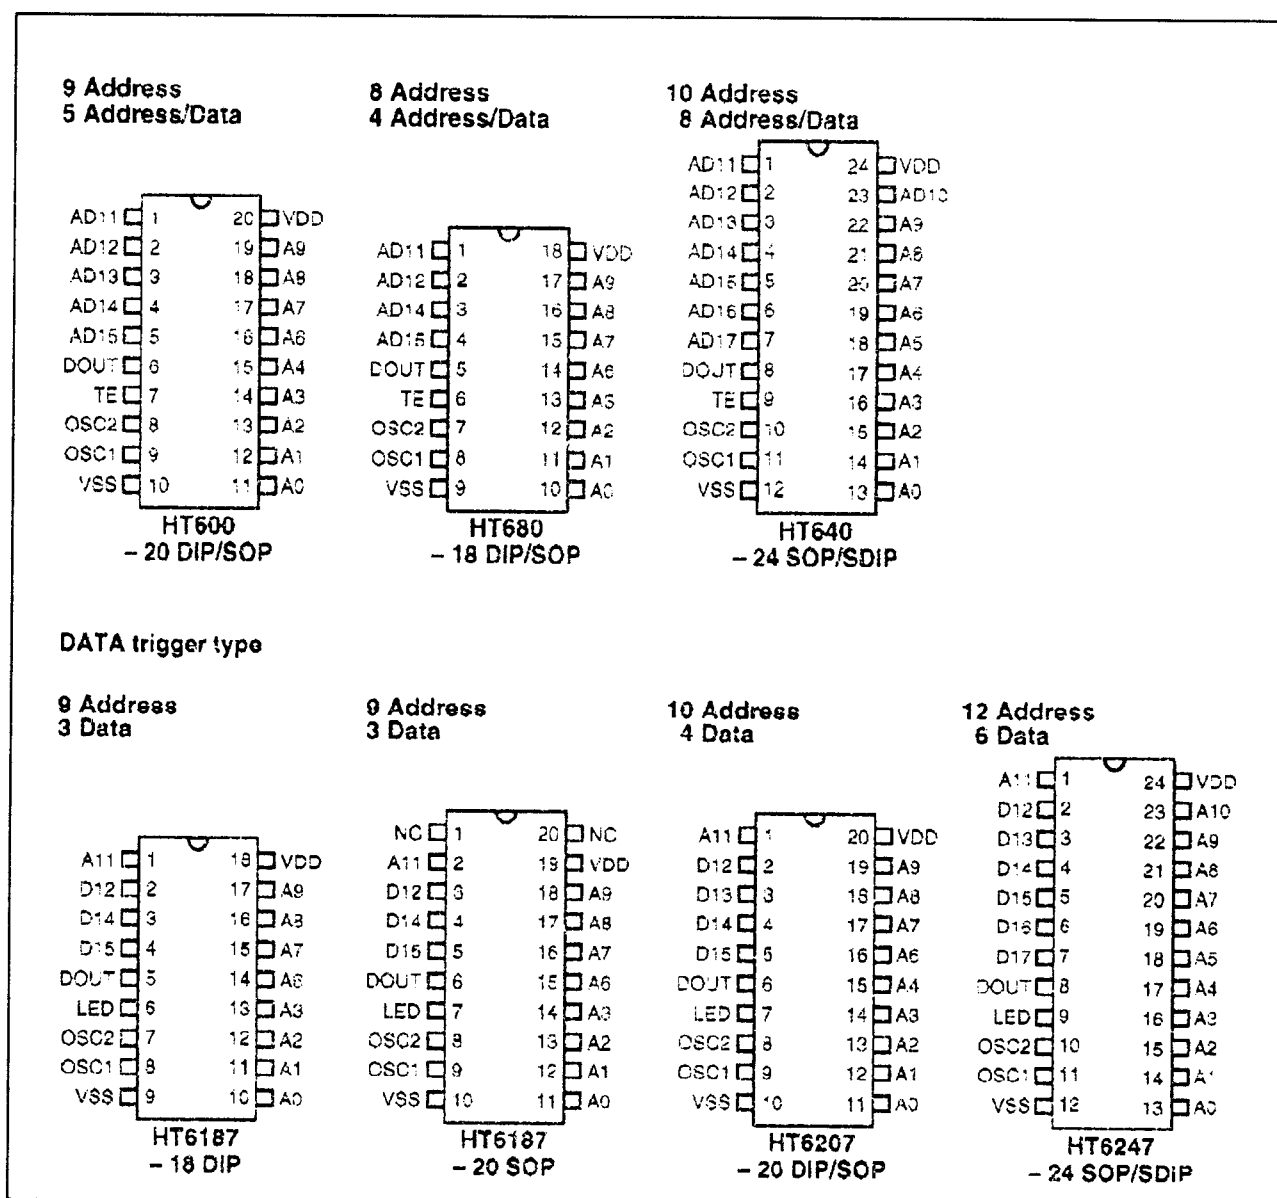 9 Address
5 Address/Data
8 Address
4 Address/Data
10 Address
8 Address/Data
AD11 1 20 VDD
AD12 2 19 A9
AD13 3 18 A8
AD14 4 17 A7
AD15 5 16 A6
DOUT 6 15 A4
TE 7 14 A3
OSC2 8 13 A2
OSC1 9 12 A1
VSS 10 11 A0
HT600
– 20 DIP/SOP
AD11 1 18 VDD
AD12 2 17 A9
AD14 3 16 A8
AD15 4 15 A7
DOUT 5 14 A6
TE 6 13 A3
OSC2 7 12 A2
OSC1 8 11 A1
VSS 9 10 A0
HT680
– 18 DIP/SOP
AD11 1 24 VDD
AD12 2 23 AD10
AD13 3 22 A9
AD14 4 21 A8
AD15 5 20 A7
AD16 6 19 A6
AD17 7 18 A5
DOUT 8 17 A4
TE 9 16 A3
OSC2 10 15 A2
OSC1 11 14 A1
VSS 12 13 A0
HT640
– 24 SOP/SDIP
DATA trigger type
9 Address
3 Data
9 Address
3 Data
10 Address
4 Data
12 Address
6 Data
A11 1 18 VDD
D12 2 17 A9
D14 3 16 A8
D15 4 15 A7
DOUT 5 14 A6
LED 6 13 A3
OSC2 7 12 A2
OSC1 8 11 A1
VSS 9 10 A0
HT6187
– 18 DIP
NC 1 20 NC
A11 2 19 VDD
D12 3 18 A9
D14 4 17 A8
D15 5 16 A7
DOUT 6 15 A6
LED 7 14 A3
OSC2 8 13 A2
OSC1 9 12 A1
VSS 10 11 A0
HT6187
– 20 SOP
A11 1 20 VDD
D12 2 19 A9
D13 3 18 A8
D14 4 17 A7
D15 5 16 A6
DOUT 6 15 A4
LED 7 14 A3
OSC2 8 13 A2
OSC1 9 12 A1
VSS 10 11 A0
HT6207
– 20 DIP/SOP
A11 1 24 VDD
D12 2 23 A10
D13 3 22 A9
D14 4 21 A8
D15 5 20 A7
D16 6 19 A6
D17 7 18 A5
DOUT 8 17 A4
LED 9 16 A3
OSC2 10 15 A2
OSC1 11 14 A1
VSS 12 13 A0
HT6247
– 24 SOP/SDIP